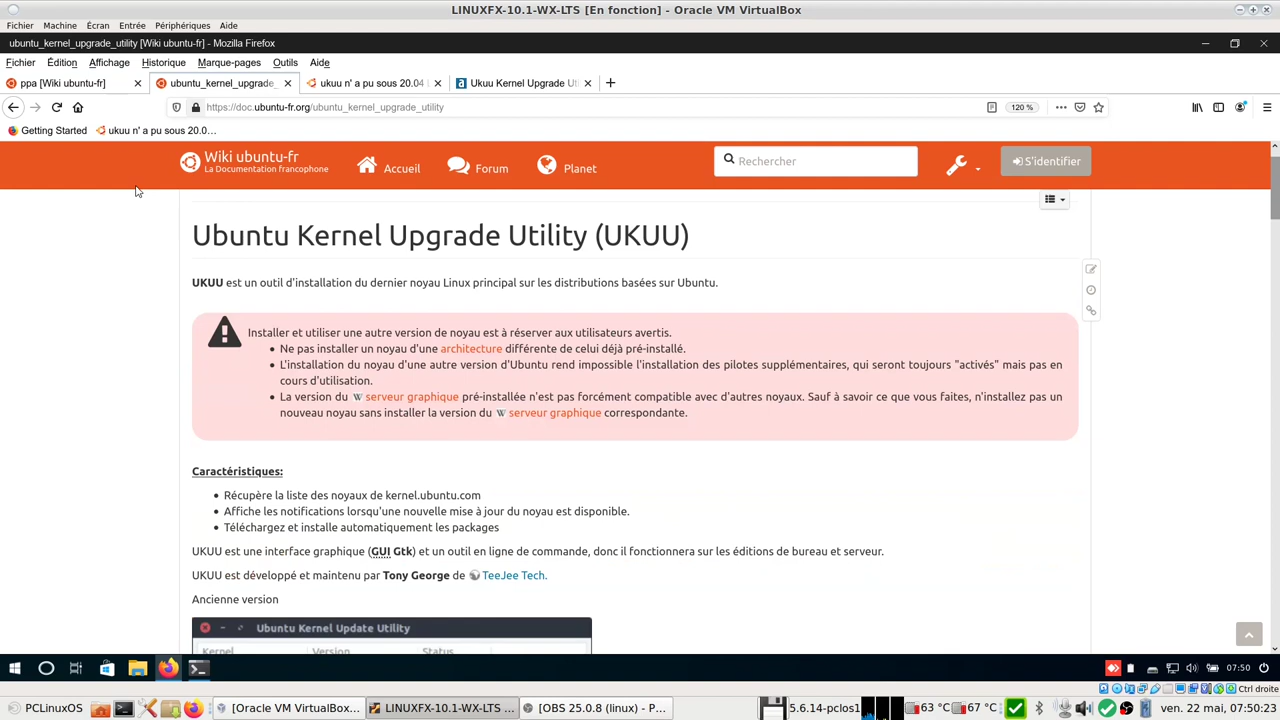 LINUXFX-10.1-WX-LTS [En fonction] - Oracle VM VirtualBox
Fichier Machine Écran Entrée Périphériques Aide
ubuntu_kernel_upgrade_utility [Wiki ubuntu-fr] - Mozilla Firefox
Fichier Édition Affichage Historique Marque-pages Outils Aide
ppa [Wiki ubuntu-fr] ubuntu_kernel_upgrade_ ukuu n' a pu sous 20.04 Ukuu Kernel Upgrade Ut
https://doc.ubuntu-fr.org/ubuntu_kernel_upgrade_utility 120 %
Getting Started ukuu n' a pu sous 20.0...
Wiki ubuntu-fr
La Documentation francophone
Accueil Forum Planet Rechercher S'identifier
Ubuntu Kernel Upgrade Utility (UKUU)
UKUU est un outil d'installation du dernier noyau Linux principal sur les distributions basées sur Ubuntu.
Installer et utiliser une autre version de noyau est à réserver aux utilisateurs avertis.
• Ne pas installer un noyau d'une architecture différente de celui déjà pré-installé.
• L'installation du noyau d'une autre version d'Ubuntu rend impossible l'installation des pilotes supplémentaires, qui seront toujours "activés" mais pas en
cours d'utilisation.
• La version du W serveur graphique pré-installée n'est pas forcément compatible avec d'autres noyaux. Sauf à savoir ce que vous faites, n'installez pas un
nouveau noyau sans installer la version du W serveur graphique correspondante.
Caractéristiques:
• Récupère la liste des noyaux de kernel.ubuntu.com
• Affiche les notifications lorsqu'une nouvelle mise à jour du noyau est disponible.
• Téléchargez et installe automatiquement les packages
UKUU est une interface graphique (GUI Gtk) et un outil en ligne de commande, donc il fonctionnera sur les éditions de bureau et serveur.
UKUU est développé et maintenu par Tony George de TeeJee Tech.
Ancienne version
Ubuntu Kernel Update Utility
Kernel Version Status
07:50
Ctrl droite
PCLinuxOS [Oracle VM VirtualBox... LINUXFX-10.1-WX-LTS ... [OBS 25.0.8 (linux) - P... 5.6.1-pclos1 63 °C 67 °C ven. 22 mai, 07:50:23